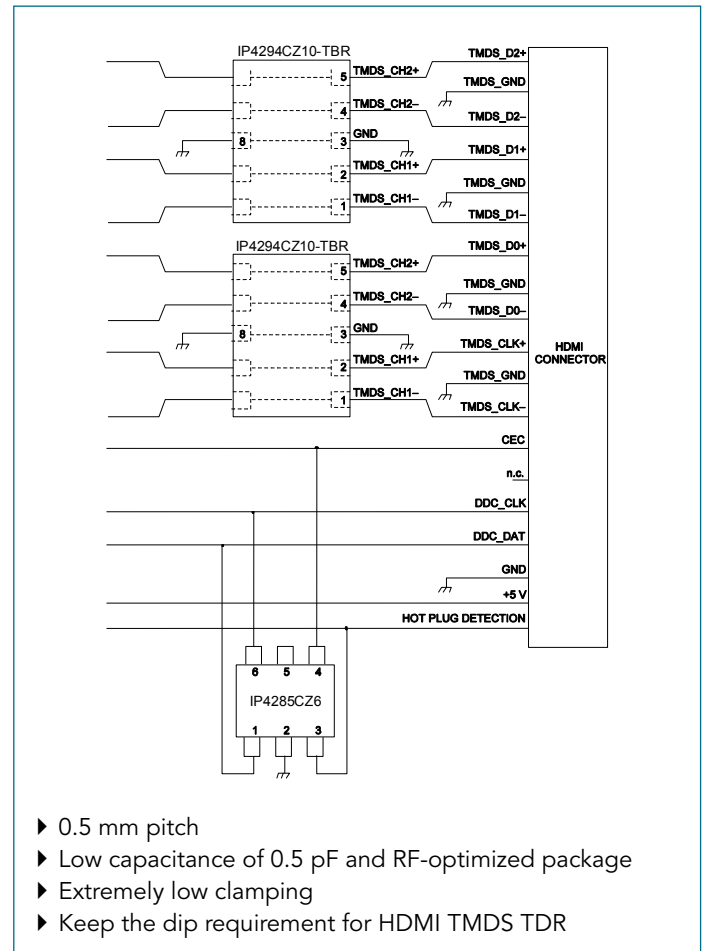 IP4294CZ10-TBR
TMDS_D2+
5 TMDS_CH2+
TMDS_GND
4 TMDS_CH2–
TMDS_D2–
8 3 GND
TMDS_D1+
2 TMDS_CH1+
TMDS_GND
1 TMDS_CH1–
TMDS_D1–
IP4294CZ10-TBR
TMDS_D0+
5 TMDS_CH2+
TMDS_GND
4 TMDS_CH2–
TMDS_D0–
8 3 GND
TMDS_CLK+
HDMI
CONNECTOR
2 TMDS_CH1+
TMDS_GND
1 TMDS_CH1–
TMDS_CLK–
CEC
n.c.
DDC_CLK
DDC_DAT
GND
+5 V
HOT PLUG DETECTION
6 5 4
IP4285CZ6
1 2 3
▶ 0.5 mm pitch
▶ Low capacitance of 0.5 pF and RF-optimized package
▶ Extremely low clamping
▶ Keep the dip requirement for HDMI TMDS TDR